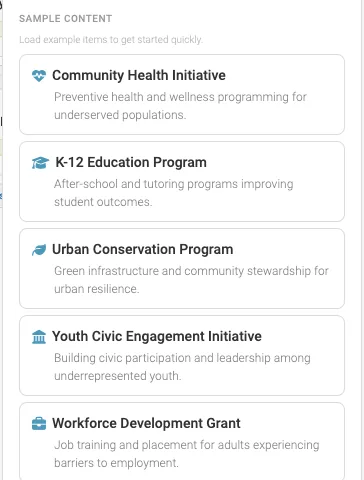 SAMPLE CONTENT
Load example items to get started quickly.
Community Health Initiative
Preventive health and wellness programming for
underserved populations.
K-12 Education Program
After-school and tutoring programs improving
student outcomes.
Urban Conservation Program
Green infrastructure and community stewardship for
urban resilience.
Youth Civic Engagement Initiative
Building civic participation and leadership among
underrepresented youth.
Workforce Development Grant
Job training and placement for adults experiencing
barriers to employment.